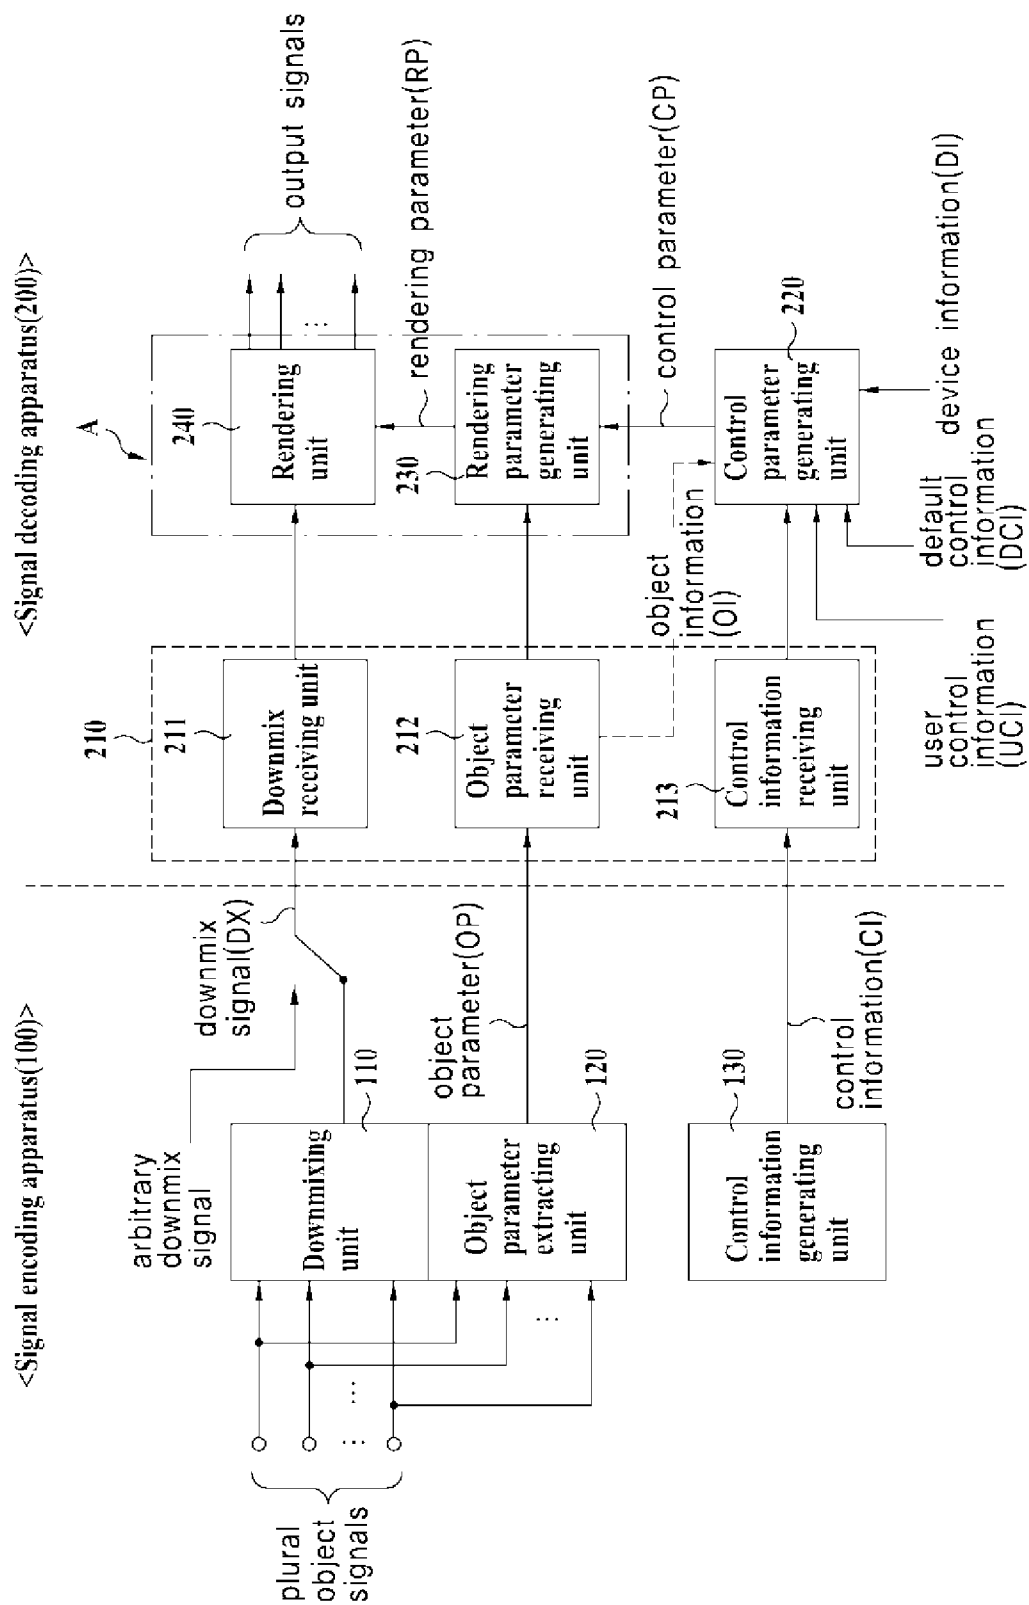 <Signal encoding apparatus(100)>
<Signal decoding apparatus(200)>
plural
object
signals
arbitrary
downmix
signal
Downmixing
unit
110
Object
parameter
extracting
unit
120
Control
information
generating
unit
130
downmix
signal(DX)
object
parameter(OP)
control
information(CI)
210
211
Downmix
receiving unit
212
Object
parameter
receiving
unit
213
Control
information
receiving
unit
object
information
(OI)
user
control
information
(UCI)
default
control
information
(DCI)
device information(DI)
A
240
Rendering
unit
230
Rendering
parameter
generating
unit
220
Control
parameter
generating
unit
output signals
rendering parameter(RP)
control parameter(CP)